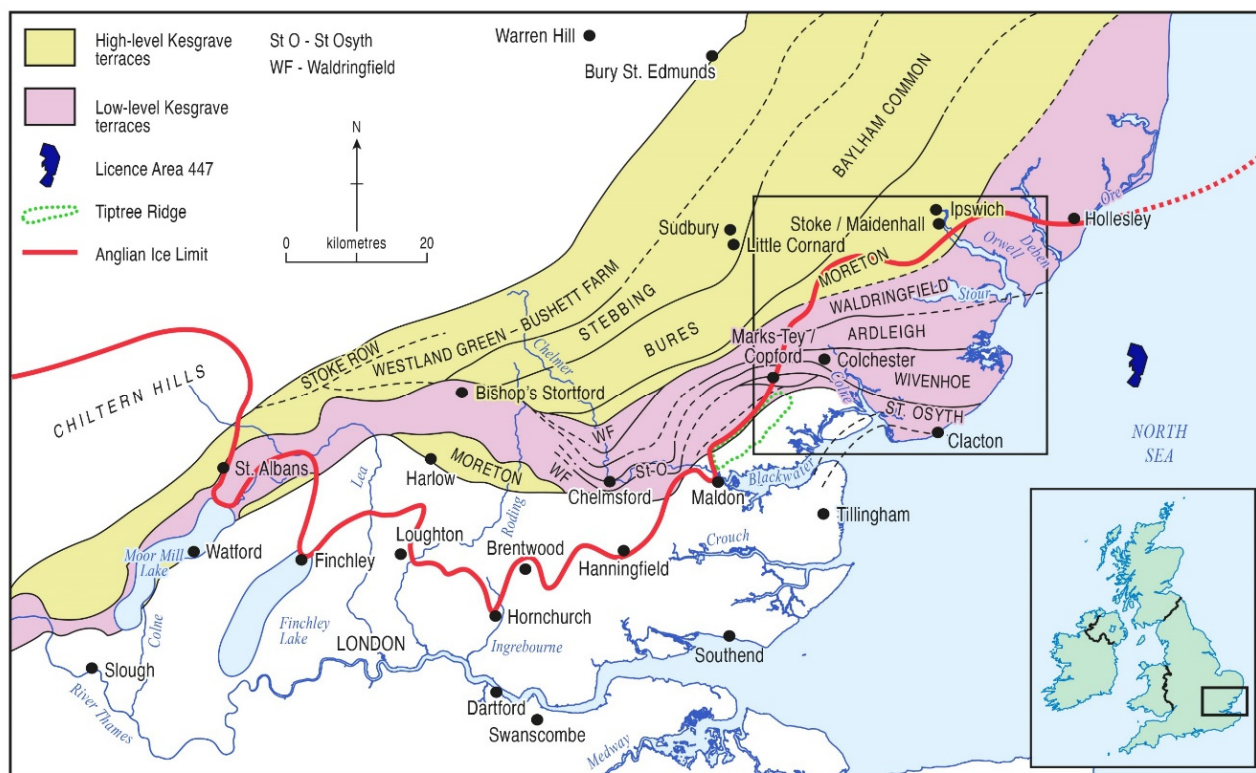 High-level Kesgrave
terraces
Low-level Kesgrave
terraces
Licence Area 447
Tiptree Ridge
Anglian Ice Limit
St O - St Osyth
WF - Waldringfield
N
0 kilometres 20
Warren Hill
Bury St. Edmunds
BAYLHAM COMMON
Sudbury
Little Cornard
Ipswich
Stoke / Maidenhall
Hollesley
Ore
Deben
Orwell
Stour
MORETON
WALDRINGFIELD
ARDLEIGH
Marks-Tey /
Copford
Colchester
Colne
WIVENHOE
ST. OSYTH
Clacton
NORTH
SEA
STOKE ROW
WESTLAND GREEN - BUSHETT FARM
STEBBING
BURES
Chelmer
CHILTERN HILLS
Bishop's Stortford
WF
WF
St-O
St. Albans
Lea
Harlow
MORETON
Roding
Chelmsford
Maldon
Blackwater
Tillingham
Moor Mill
Lake
Watford
Finchley
Loughton
Brentwood
Hanningfield
Crouch
Colne
Finchley
Lake
Hornchurch
Ingrebourne
LONDON
Southend
Slough
River Thames
Dartford
Swanscombe
Medway